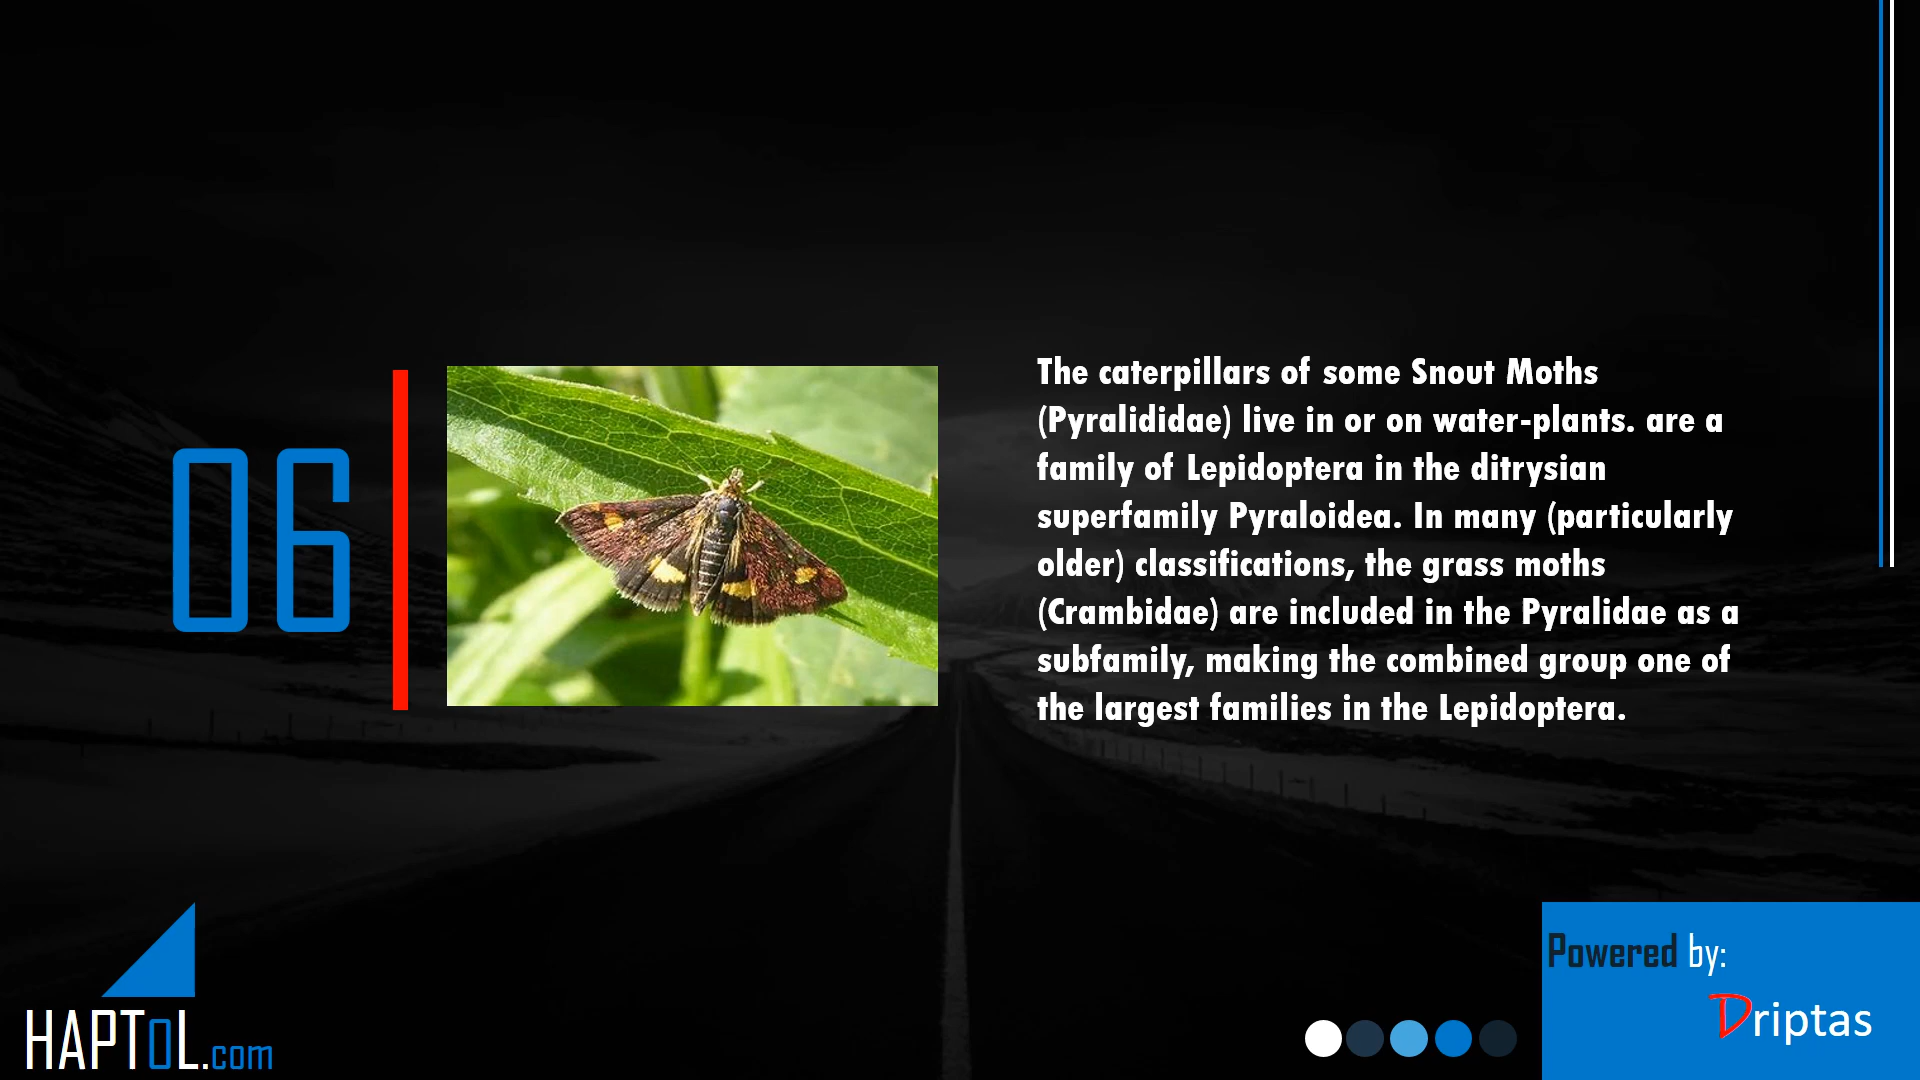 06
The caterpillars of some Snout Moths
(Pyralididae) live in or on water-plants. are a
family of Lepidoptera in the ditrysian
superfamily Pyraloidea. In many (particularly
older) classifications, the grass moths
(Crambidae) are included in the Pyralidae as a
subfamily, making the combined group one of
the largest families in the Lepidoptera.
HAPToL.com
Powered by:
Driptas